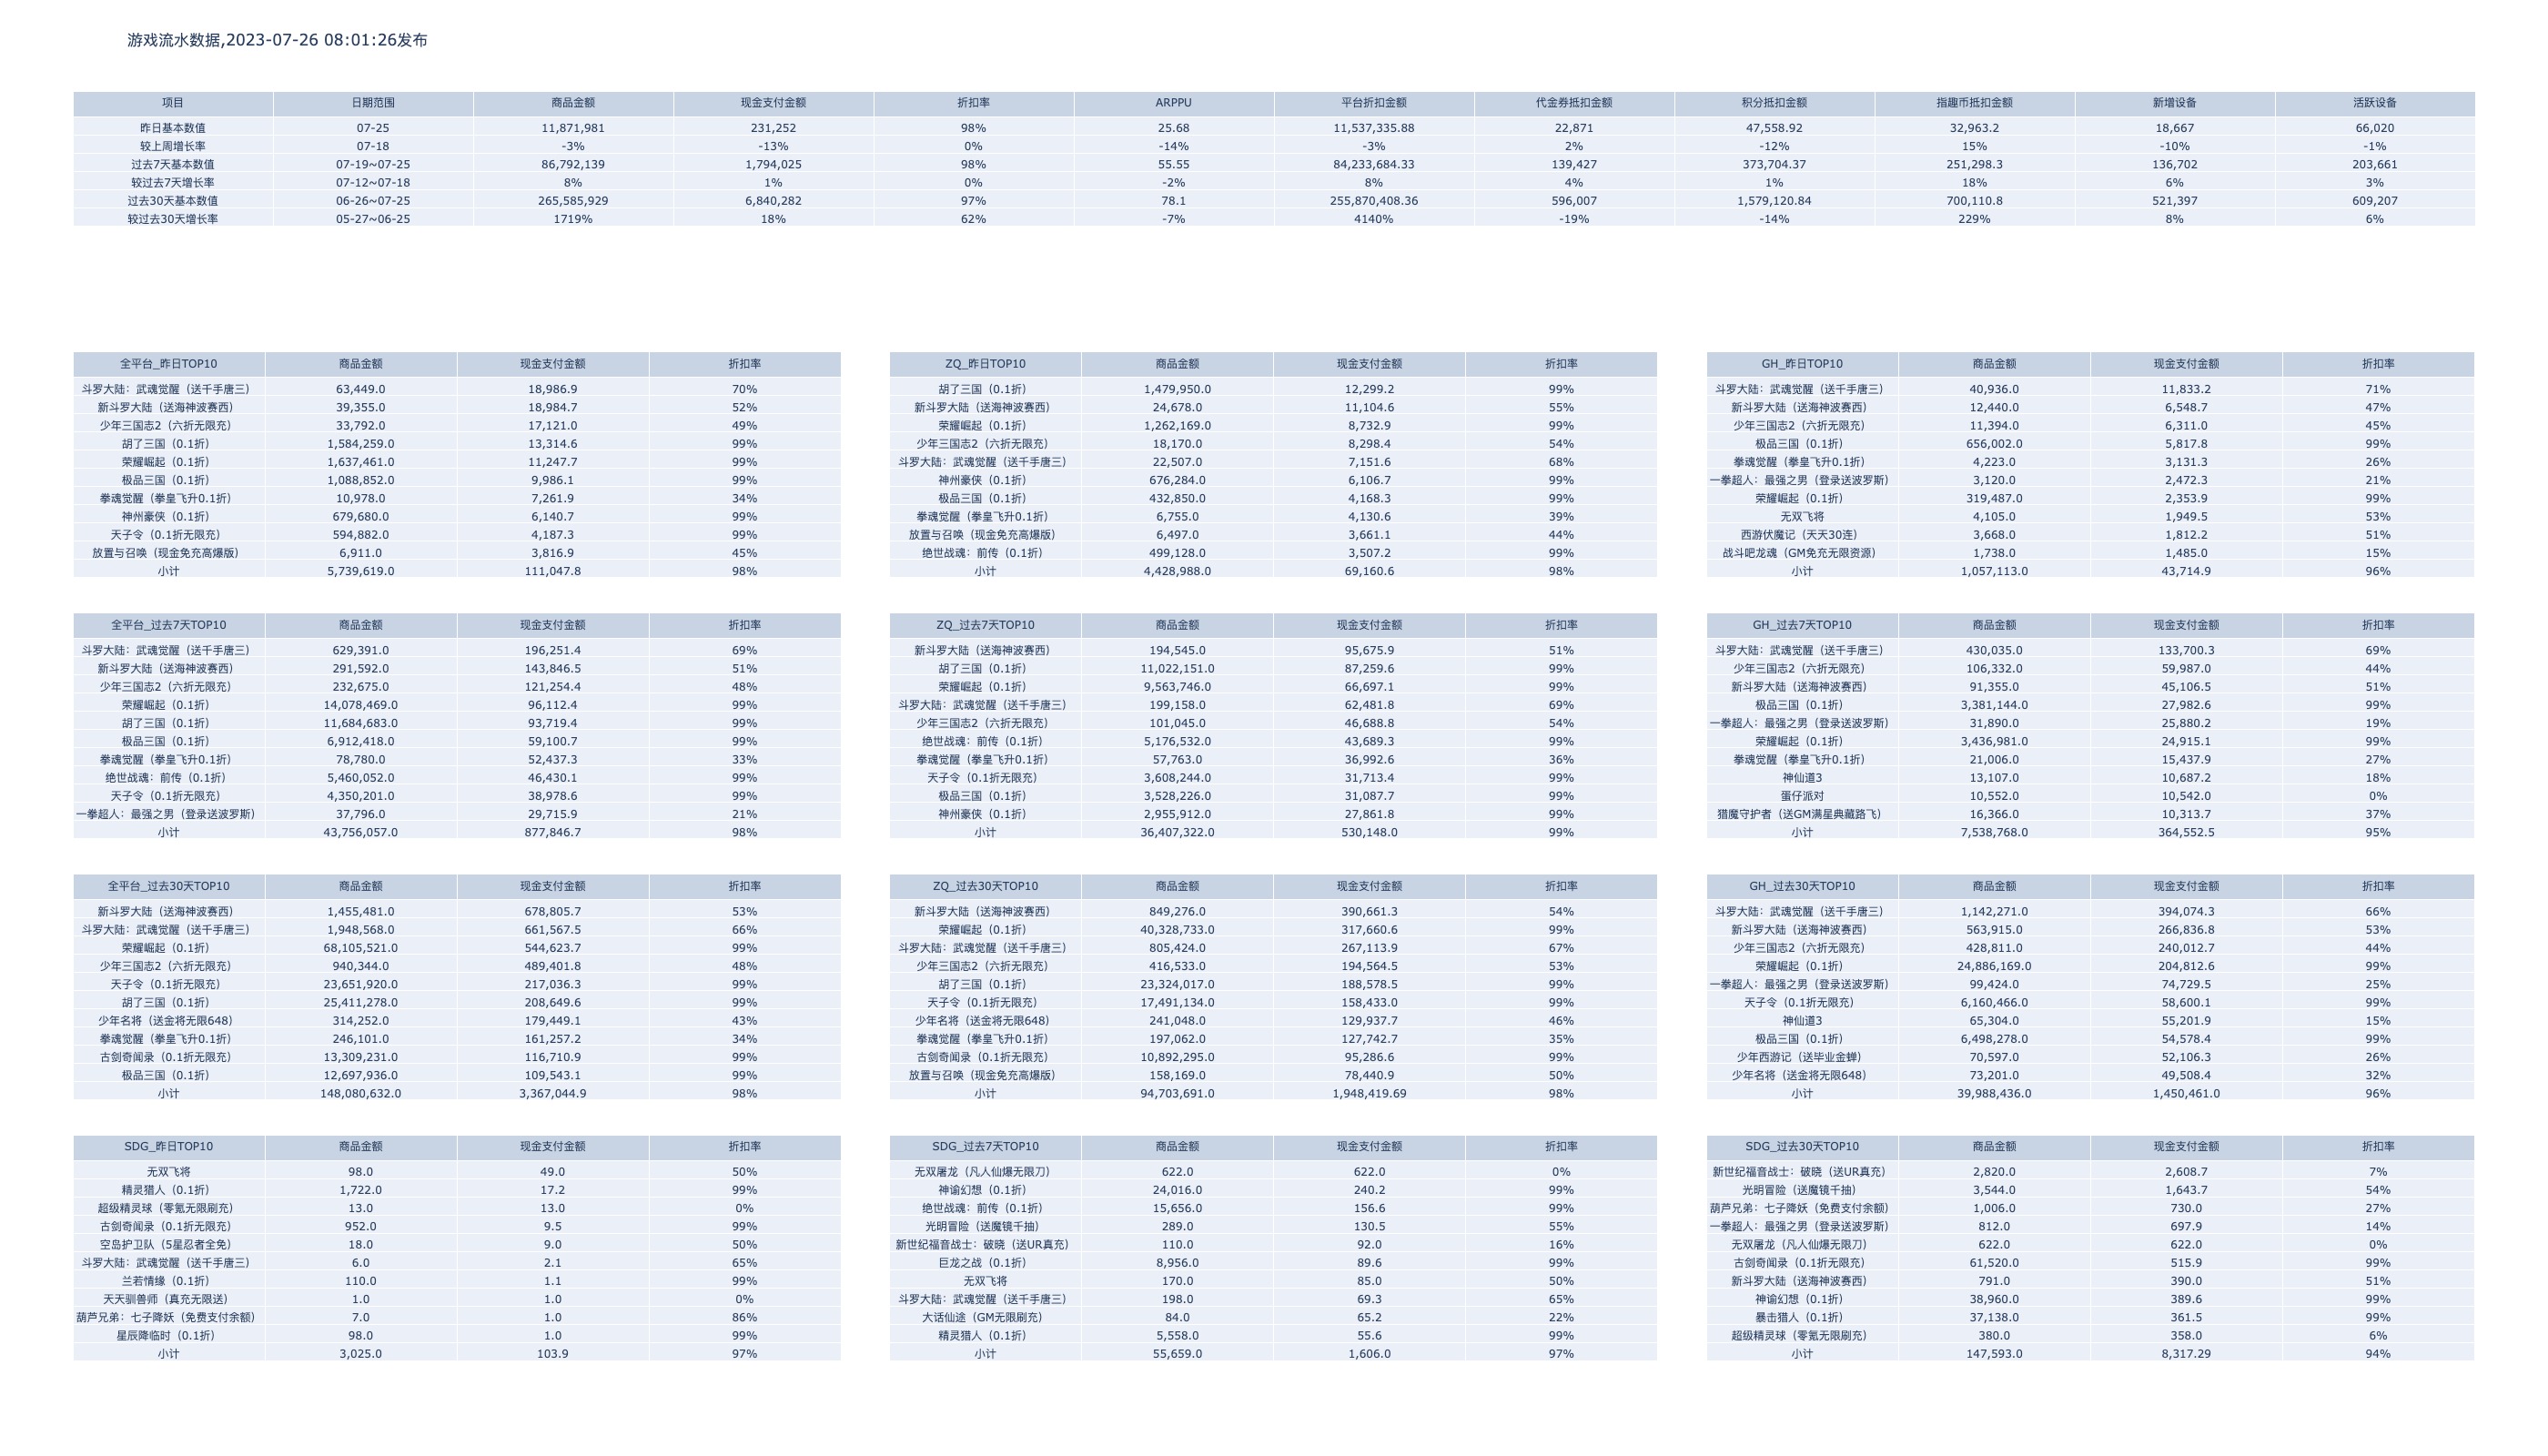 游戏流水数据,2023-07-26 08:01:26发布
项目 日期范围 商品金额 现金支付金额 折扣率 ARPPU 平台折扣金额 代金券抵扣金额 积分抵扣金额 指趣币抵扣金额 新增设备 活跃设备
昨日基本数值 07-25 11,871,981 231,252 98% 25.68 11,537,335.88 22,871 47,558.92 32,963.2 18,667 66,020
较上周增长率 07-18 -3% -13% 0% -14% -3% 2% -12% 15% -10% -1%
过去7天基本数值 07-19~07-25 86,792,139 1,794,025 98% 55.55 84,233,684.33 139,427 373,704.37 251,298.3 136,702 203,661
较过去7天增长率 07-12~07-18 8% 1% 0% -2% 8% 4% 1% 18% 6% 3%
过去30天基本数值 06-26~07-25 265,585,929 6,840,282 97% 78.1 255,870,408.36 596,007 1,579,120.84 700,110.8 521,397 609,207
较过去30天增长率 05-27~06-25 1719% 18% 62% -7% 4140% -19% -14% 229% 8% 6%
全平台_昨日TOP10 商品金额 现金支付金额 折扣率
斗罗大陆：武魂觉醒（送千手唐三） 63,449.0 18,986.9 70%
新斗罗大陆（送海神波赛西） 39,355.0 18,984.7 52%
少年三国志2（六折无限充） 33,792.0 17,121.0 49%
胡了三国（0.1折） 1,584,259.0 13,314.6 99%
荣耀崛起（0.1折） 1,637,461.0 11,247.7 99%
极品三国（0.1折） 1,088,852.0 9,986.1 99%
拳魂觉醒（拳皇飞升0.1折） 10,978.0 7,261.9 34%
神州豪侠（0.1折） 679,680.0 6,140.7 99%
天子令（0.1折无限充） 594,882.0 4,187.3 99%
放置与召唤（现金免充高爆版） 6,911.0 3,816.9 45%
小计 5,739,619.0 111,047.8 98%
ZQ_昨日TOP10 商品金额 现金支付金额 折扣率
胡了三国（0.1折） 1,479,950.0 12,299.2 99%
新斗罗大陆（送海神波赛西） 24,678.0 11,104.6 55%
荣耀崛起（0.1折） 1,262,169.0 8,732.9 99%
少年三国志2（六折无限充） 18,170.0 8,298.4 54%
斗罗大陆：武魂觉醒（送千手唐三） 22,507.0 7,151.6 68%
神州豪侠（0.1折） 676,284.0 6,106.7 99%
极品三国（0.1折） 432,850.0 4,168.3 99%
拳魂觉醒（拳皇飞升0.1折） 6,755.0 4,130.6 39%
放置与召唤（现金免充高爆版） 6,497.0 3,661.1 44%
绝世战魂：前传（0.1折） 499,128.0 3,507.2 99%
小计 4,428,988.0 69,160.6 98%
GH_昨日TOP10 商品金额 现金支付金额 折扣率
斗罗大陆：武魂觉醒（送千手唐三） 40,936.0 11,833.2 71%
新斗罗大陆（送海神波赛西） 12,440.0 6,548.7 47%
少年三国志2（六折无限充） 11,394.0 6,311.0 45%
极品三国（0.1折） 656,002.0 5,817.8 99%
拳魂觉醒（拳皇飞升0.1折） 4,223.0 3,131.3 26%
一拳超人：最强之男（登录送波罗斯） 3,120.0 2,472.3 21%
荣耀崛起（0.1折） 319,487.0 2,353.9 99%
无双飞将 4,105.0 1,949.5 53%
西游伏魔记（天天30连） 3,668.0 1,812.2 51%
战斗吧龙魂（GM免充无限资源） 1,738.0 1,485.0 15%
小计 1,057,113.0 43,714.9 96%
全平台_过去7天TOP10 商品金额 现金支付金额 折扣率
斗罗大陆：武魂觉醒（送千手唐三） 629,391.0 196,251.4 69%
新斗罗大陆（送海神波赛西） 291,592.0 143,846.5 51%
少年三国志2（六折无限充） 232,675.0 121,254.4 48%
荣耀崛起（0.1折） 14,078,469.0 96,112.4 99%
胡了三国（0.1折） 11,684,683.0 93,719.4 99%
极品三国（0.1折） 6,912,418.0 59,100.7 99%
拳魂觉醒（拳皇飞升0.1折） 78,780.0 52,437.3 33%
绝世战魂：前传（0.1折） 5,460,052.0 46,430.1 99%
天子令（0.1折无限充） 4,350,201.0 38,978.6 99%
一拳超人：最强之男（登录送波罗斯） 37,796.0 29,715.9 21%
小计 43,756,057.0 877,846.7 98%
ZQ_过去7天TOP10 商品金额 现金支付金额 折扣率
新斗罗大陆（送海神波赛西） 194,545.0 95,675.9 51%
胡了三国（0.1折） 11,022,151.0 87,259.6 99%
荣耀崛起（0.1折） 9,563,746.0 66,697.1 99%
斗罗大陆：武魂觉醒（送千手唐三） 199,158.0 62,481.8 69%
少年三国志2（六折无限充） 101,045.0 46,688.8 54%
绝世战魂：前传（0.1折） 5,176,532.0 43,689.3 99%
拳魂觉醒（拳皇飞升0.1折） 57,763.0 36,992.6 36%
天子令（0.1折无限充） 3,608,244.0 31,713.4 99%
极品三国（0.1折） 3,528,226.0 31,087.7 99%
神州豪侠（0.1折） 2,955,912.0 27,861.8 99%
小计 36,407,322.0 530,148.0 99%
GH_过去7天TOP10 商品金额 现金支付金额 折扣率
斗罗大陆：武魂觉醒（送千手唐三） 430,035.0 133,700.3 69%
少年三国志2（六折无限充） 106,332.0 59,987.0 44%
新斗罗大陆（送海神波赛西） 91,355.0 45,106.5 51%
极品三国（0.1折） 3,381,144.0 27,982.6 99%
一拳超人：最强之男（登录送波罗斯） 31,890.0 25,880.2 19%
荣耀崛起（0.1折） 3,436,981.0 24,915.1 99%
拳魂觉醒（拳皇飞升0.1折） 21,006.0 15,437.9 27%
神仙道3 13,107.0 10,687.2 18%
蛋仔派对 10,552.0 10,542.0 0%
猎魔守护者（送GM满星典藏路飞） 16,366.0 10,313.7 37%
小计 7,538,768.0 364,552.5 95%
全平台_过去30天TOP10 商品金额 现金支付金额 折扣率
新斗罗大陆（送海神波赛西） 1,455,481.0 678,805.7 53%
斗罗大陆：武魂觉醒（送千手唐三） 1,948,568.0 661,567.5 66%
荣耀崛起（0.1折） 68,105,521.0 544,623.7 99%
少年三国志2（六折无限充） 940,344.0 489,401.8 48%
天子令（0.1折无限充） 23,651,920.0 217,036.3 99%
胡了三国（0.1折） 25,411,278.0 208,649.6 99%
少年名将（送金将无限648） 314,252.0 179,449.1 43%
拳魂觉醒（拳皇飞升0.1折） 246,101.0 161,257.2 34%
古剑奇闻录（0.1折无限充） 13,309,231.0 116,710.9 99%
极品三国（0.1折） 12,697,936.0 109,543.1 99%
小计 148,080,632.0 3,367,044.9 98%
ZQ_过去30天TOP10 商品金额 现金支付金额 折扣率
新斗罗大陆（送海神波赛西） 849,276.0 390,661.3 54%
荣耀崛起（0.1折） 40,328,733.0 317,660.6 99%
斗罗大陆：武魂觉醒（送千手唐三） 805,424.0 267,113.9 67%
少年三国志2（六折无限充） 416,533.0 194,564.5 53%
胡了三国（0.1折） 23,324,017.0 188,578.5 99%
天子令（0.1折无限充） 17,491,134.0 158,433.0 99%
少年名将（送金将无限648） 241,048.0 129,937.7 46%
拳魂觉醒（拳皇飞升0.1折） 197,062.0 127,742.7 35%
古剑奇闻录（0.1折无限充） 10,892,295.0 95,286.6 99%
放置与召唤（现金免充高爆版） 158,169.0 78,440.9 50%
小计 94,703,691.0 1,948,419.69 98%
GH_过去30天TOP10 商品金额 现金支付金额 折扣率
斗罗大陆：武魂觉醒（送千手唐三） 1,142,271.0 394,074.3 66%
新斗罗大陆（送海神波赛西） 563,915.0 266,836.8 53%
少年三国志2（六折无限充） 428,811.0 240,012.7 44%
荣耀崛起（0.1折） 24,886,169.0 204,812.6 99%
一拳超人：最强之男（登录送波罗斯） 99,424.0 74,729.5 25%
天子令（0.1折无限充） 6,160,466.0 58,600.1 99%
神仙道3 65,304.0 55,201.9 15%
极品三国（0.1折） 6,498,278.0 54,578.4 99%
少年西游记（送毕业金蝉） 70,597.0 52,106.3 26%
少年名将（送金将无限648） 73,201.0 49,508.4 32%
小计 39,988,436.0 1,450,461.0 96%
SDG_昨日TOP10 商品金额 现金支付金额 折扣率
无双飞将 98.0 49.0 50%
精灵猎人（0.1折） 1,722.0 17.2 99%
超级精灵球（零氪无限刷充） 13.0 13.0 0%
古剑奇闻录（0.1折无限充） 952.0 9.5 99%
空岛护卫队（5星忍者全免） 18.0 9.0 50%
斗罗大陆：武魂觉醒（送千手唐三） 6.0 2.1 65%
兰若情缘（0.1折） 110.0 1.1 99%
天天驯兽师（真充无限送） 1.0 1.0 0%
葫芦兄弟：七子降妖（免费支付余额） 7.0 1.0 86%
星辰降临时（0.1折） 98.0 1.0 99%
小计 3,025.0 103.9 97%
SDG_过去7天TOP10 商品金额 现金支付金额 折扣率
无双屠龙（凡人仙爆无限刀） 622.0 622.0 0%
神谕幻想（0.1折） 24,016.0 240.2 99%
绝世战魂：前传（0.1折） 15,656.0 156.6 99%
光明冒险（送魔镜千抽） 289.0 130.5 55%
新世纪福音战士：破晓（送UR真充） 110.0 92.0 16%
巨龙之战（0.1折） 8,956.0 89.6 99%
无双飞将 170.0 85.0 50%
斗罗大陆：武魂觉醒（送千手唐三） 198.0 69.3 65%
大话仙途（GM无限刷充） 84.0 65.2 22%
精灵猎人（0.1折） 5,558.0 55.6 99%
小计 55,659.0 1,606.0 97%
SDG_过去30天TOP10 商品金额 现金支付金额 折扣率
新世纪福音战士：破晓（送UR真充） 2,820.0 2,608.7 7%
光明冒险（送魔镜千抽） 3,544.0 1,643.7 54%
葫芦兄弟：七子降妖（免费支付余额） 1,006.0 730.0 27%
一拳超人：最强之男（登录送波罗斯） 812.0 697.9 14%
无双屠龙（凡人仙爆无限刀） 622.0 622.0 0%
古剑奇闻录（0.1折无限充） 61,520.0 515.9 99%
新斗罗大陆（送海神波赛西） 791.0 390.0 51%
神谕幻想（0.1折） 38,960.0 389.6 99%
暴击猎人（0.1折） 37,138.0 361.5 99%
超级精灵球（零氪无限刷充） 380.0 358.0 6%
小计 147,593.0 8,317.29 94%